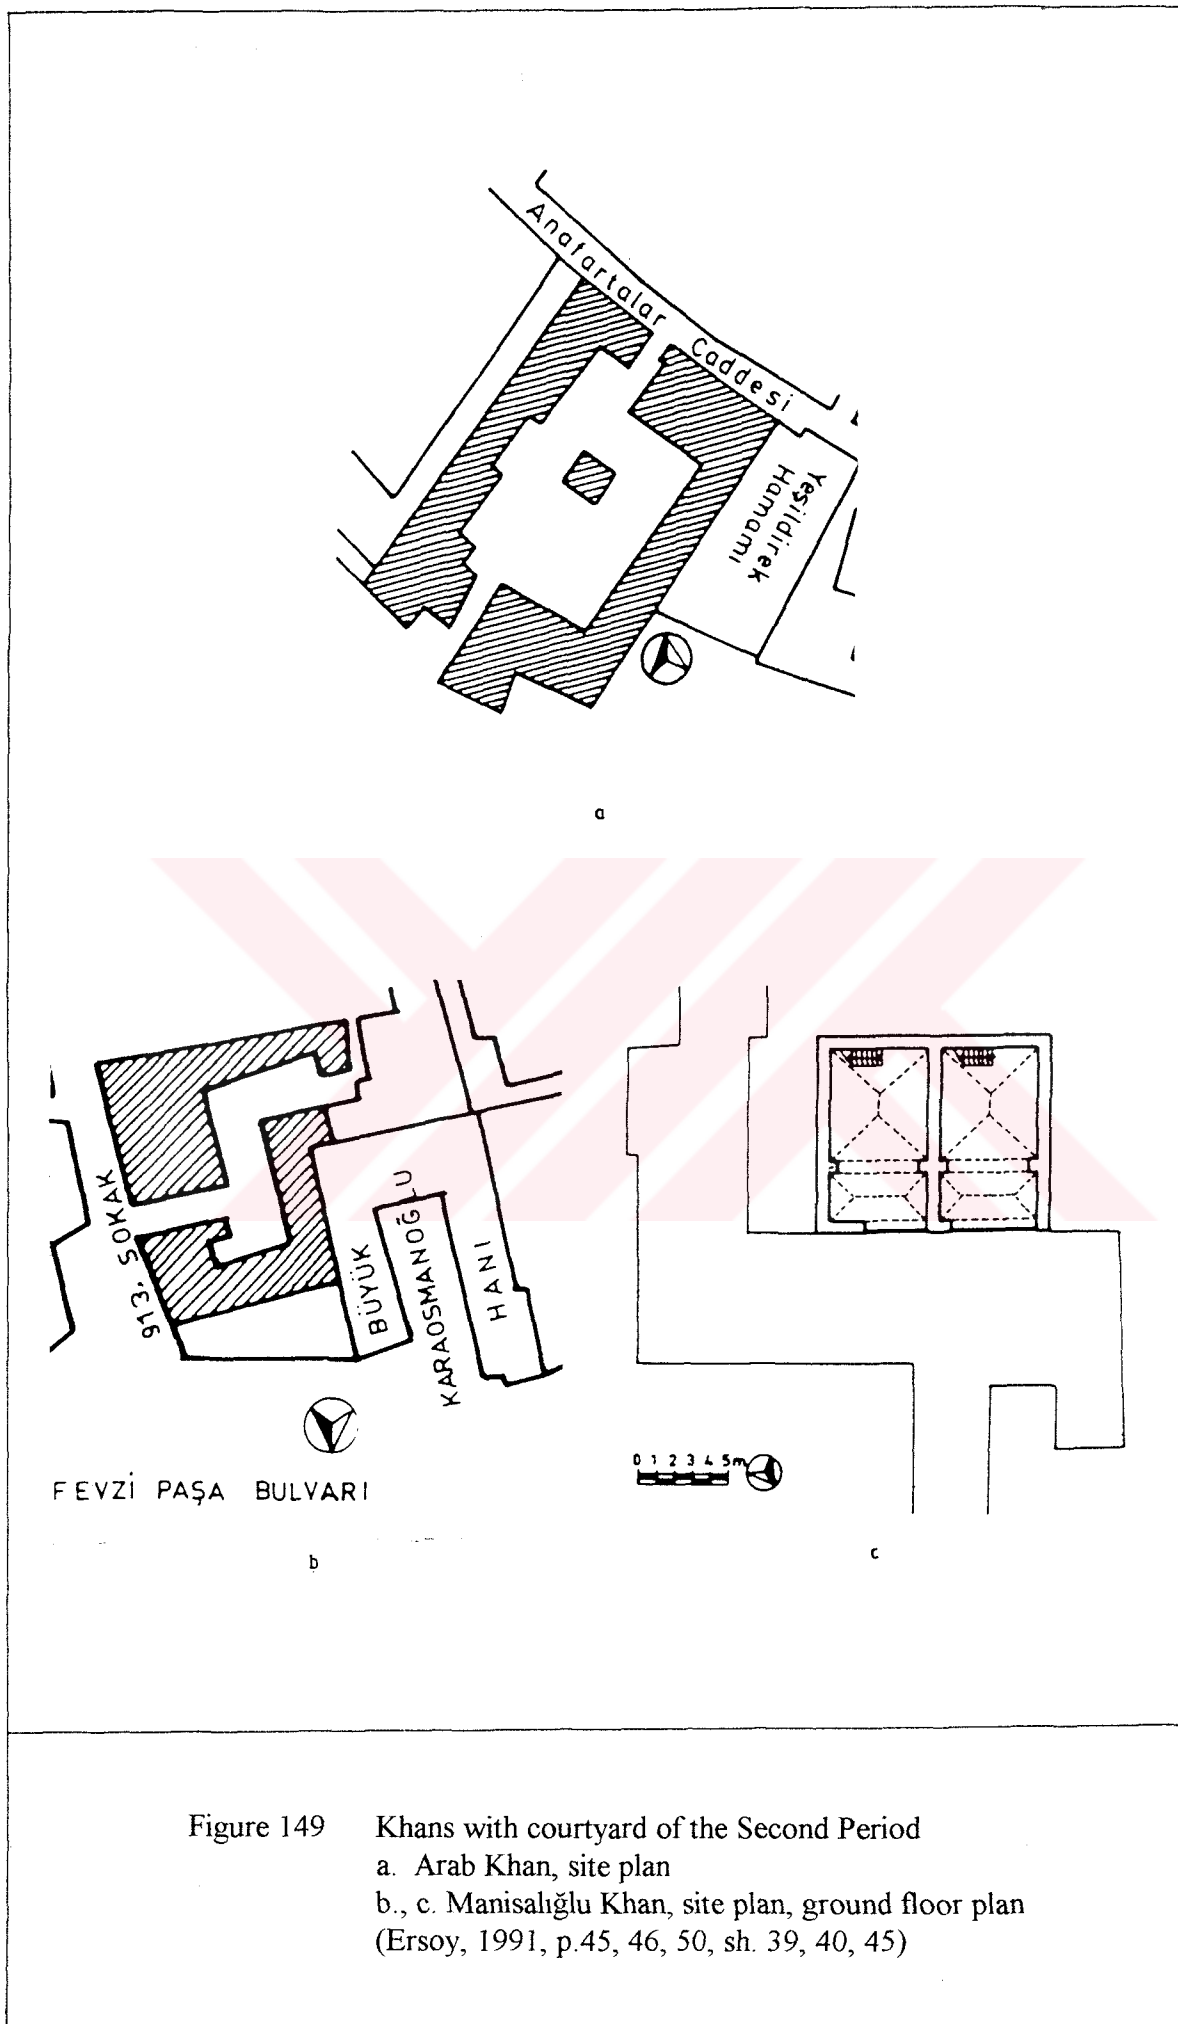 Anafartalar Caddesi
Yeşildirek
Hamamı
a
913. SOKAK
BÜYÜK
KARAOSMANOĞLU
HANI
FEVZİ PAŞA BULVARI
b
0 1 2 3 4 5m
c
Figure 149 Khans with courtyard of the Second Period
a. Arab Khan, site plan
b., c. Manisalığlu Khan, site plan, ground floor plan
(Ersoy, 1991, p.45, 46, 50, sh. 39, 40, 45)